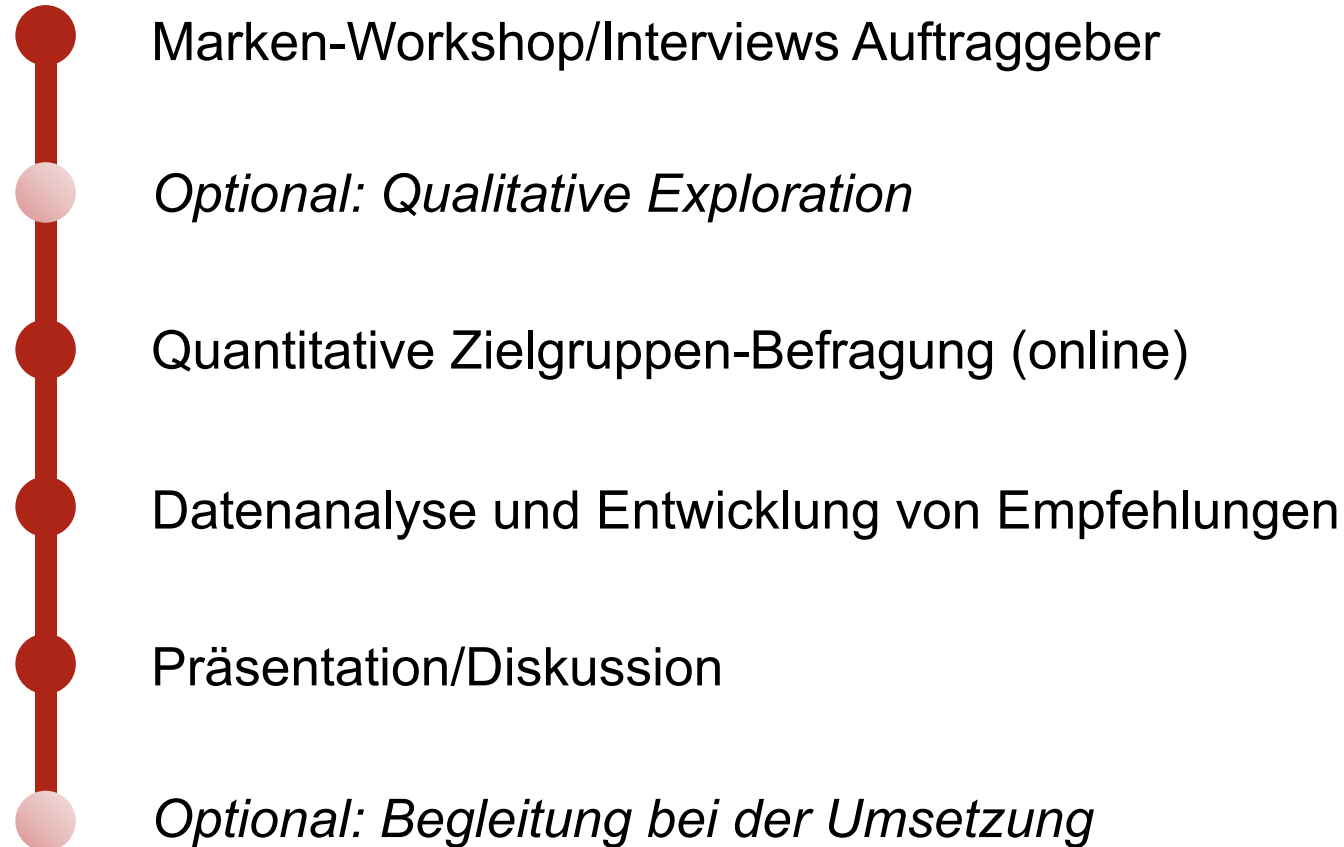 Marken-Workshop/Interviews Auftraggeber
Optional: Qualitative Exploration
Quantitative Zielgruppen-Befragung (online)
Datenanalyse und Entwicklung von Empfehlungen
Präsentation/Diskussion
Optional: Begleitung bei der Umsetzung